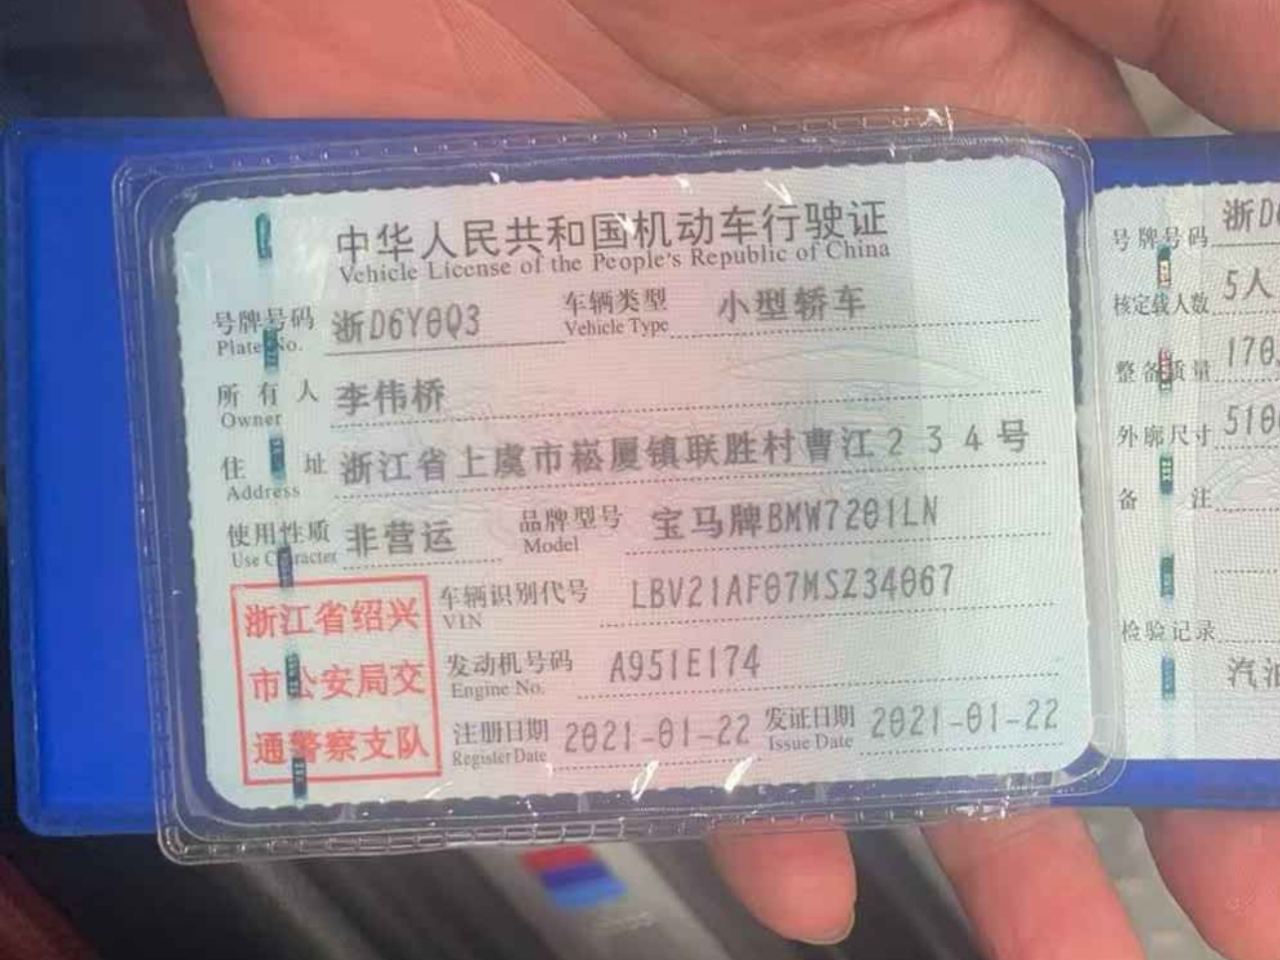 中华人民共和国机动车行驶证
Vehicle License of the People's Republic of China
号牌号码 浙D6Y0Q3 车辆类型 小型轿车
Plate No. Vehicle Type
所有人 李伟桥
Owner
住址 浙江省上虞市崧厦镇联胜村曹江234号
Address
使用性质 非营运 品牌型号 宝马牌BMW7201LN
Use Character Model
浙江省绍兴
市公安局交
通警察支队
车辆识别代号 LBV21AF07MSZ34067
VIN
发动机号码 A951E174
Engine No.
注册日期 2021-01-22 发证日期 2021-01-22
Register Date Issue Date
号牌号码 浙D
核定载人数 5人
整备质量 170
外廓尺寸 510
备注
检验记录
汽油